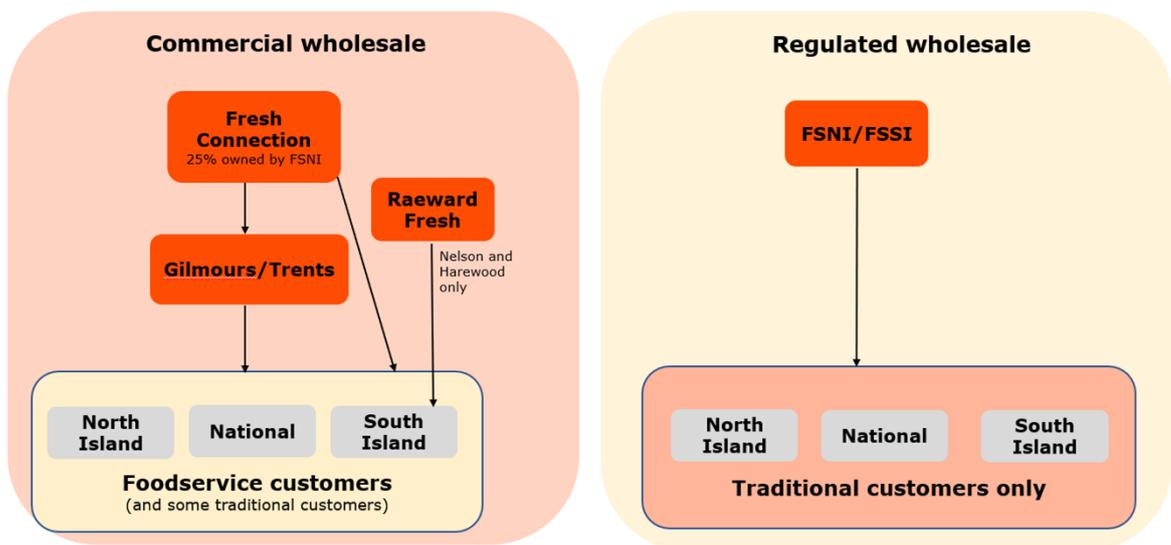 Commercial wholesale
Fresh
Connection
25% owned by FSNI
Raeward
Fresh
Nelson and
Harewood
only
Gilmours/Trents
North
Island
National
South
Island
Foodservice customers
(and some traditional customers)
Regulated wholesale
FSNI/FSSI
North
Island
National
South
Island
Traditional customers only